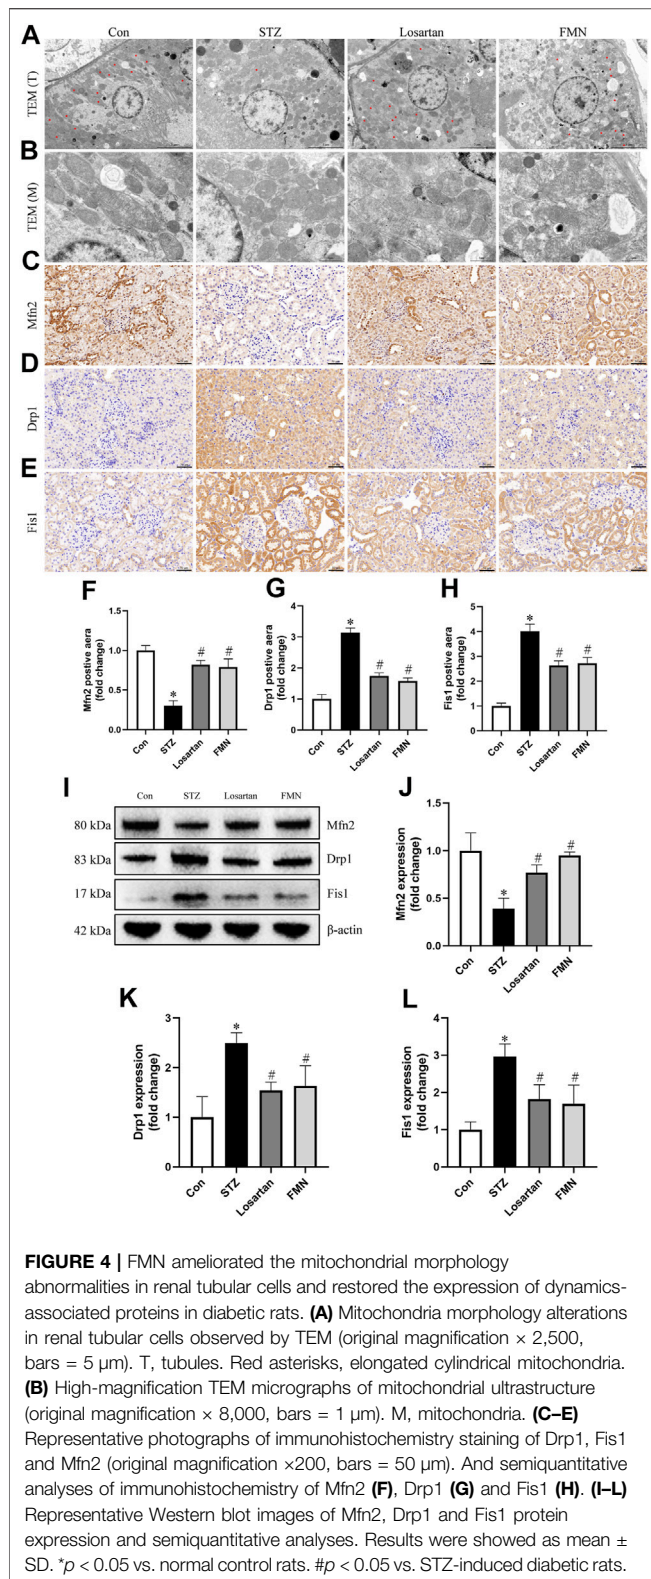 A
Con
STZ
Losartan
FMN
TEM (T)
B
TEM (M)
C
Mfn2
D
Drp1
E
Fis1
F
Mfn2 postive aera
(fold change)
1.5
1.0
0.5
0.0
*
#
#
Con
STZ
Losartan
FMN
G
Drp1 postive aera
(fold change)
4
3
2
1
0
*
#
#
Con
STZ
Losartan
FMN
H
Fis1 postive aera
(fold change)
5
4
3
2
1
0
*
#
#
Con
STZ
Losartan
FMN
I
Con
STZ
Losartan
FMN
80 kDa
Mfn2
83 kDa
Drp1
17 kDa
Fis1
42 kDa
β-actin
J
Mfn2 expression
(fold change)
1.5
1.0
0.5
0.0
*
#
#
Con
STZ
Losartan
FMN
K
Drp1 expression
(fold change)
3
2
1
0
*
#
#
Con
STZ
Losartan
FMN
L
Fis1 expression
(fold change)
4
3
2
1
0
*
#
#
Con
STZ
Losartan
FMN
FIGURE 4 | FMN ameliorated the mitochondrial morphology
abnormalities in renal tubular cells and restored the expression of dynamics-
associated proteins in diabetic rats. (A) Mitochondria morphology alterations
in renal tubular cells observed by TEM (original magnification × 2,500,
bars = 5 µm). T, tubules. Red asterisks, elongated cylindrical mitochondria.
(B) High-magnification TEM micrographs of mitochondrial ultrastructure
(original magnification × 8,000, bars = 1 µm). M, mitochondria. (C–E)
Representative photographs of immunohistochemistry staining of Drp1, Fis1
and Mfn2 (original magnification ×200, bars = 50 µm). And semiquantitative
analyses of immunohistochemistry of Mfn2 (F), Drp1 (G) and Fis1 (H). (I–L)
Representative Western blot images of Mfn2, Drp1 and Fis1 protein
expression and semiquantitative analyses. Results were showed as mean ±
SD. *p < 0.05 vs. normal control rats. #p < 0.05 vs. STZ-induced diabetic rats.